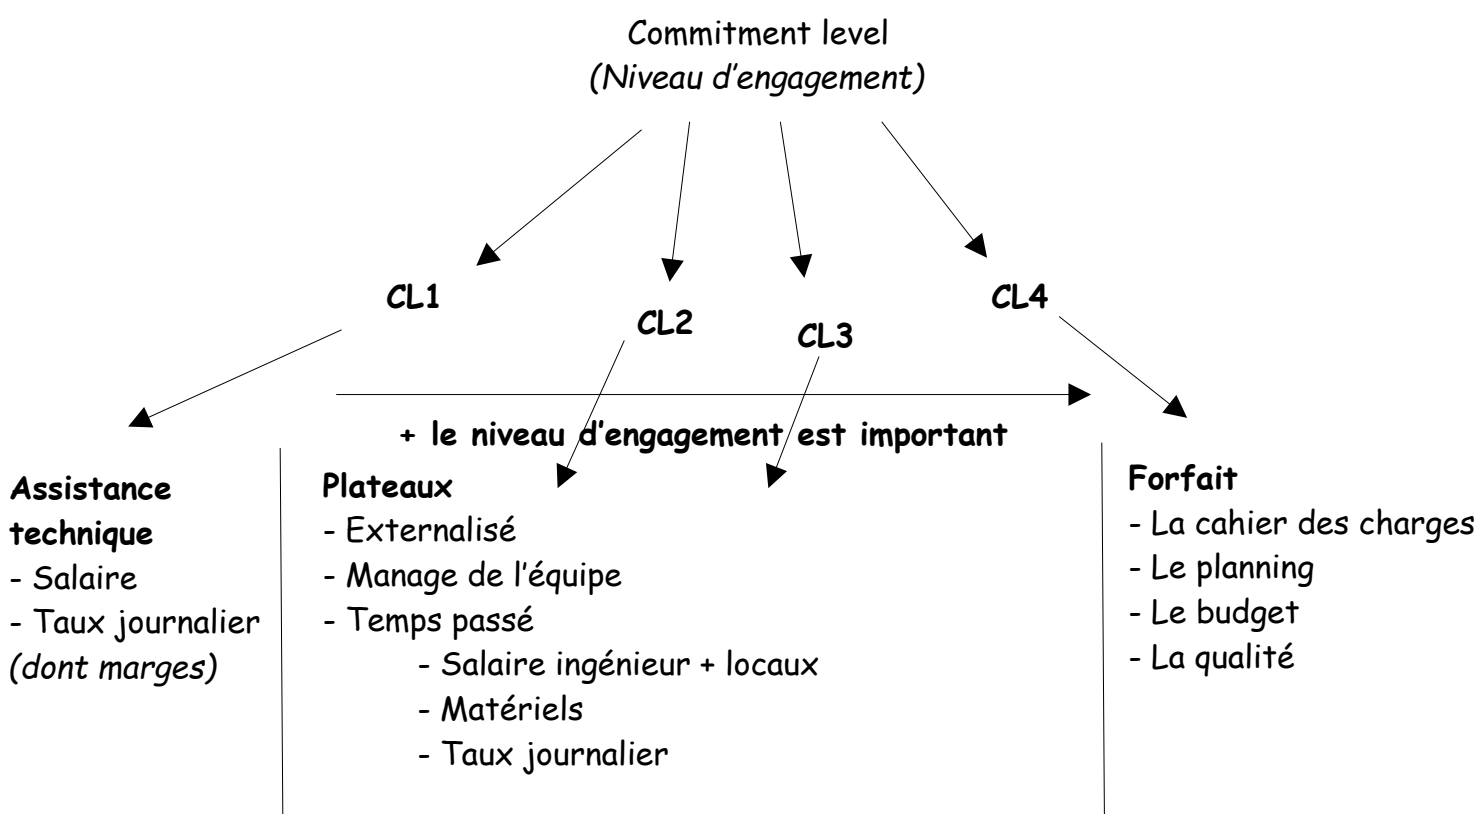 Commitment level
(Niveau d’engagement)
CL1
CL2
CL3
CL4
+ le niveau d’engagement est important
Assistance
technique
- Salaire
- Taux journalier
(dont marges)
Plateaux
- Externalisé
- Manage de l’équipe
- Temps passé
- Salaire ingénieur + locaux
- Matériels
- Taux journalier
Forfait
- La cahier des charges
- Le planning
- Le budget
- La qualité